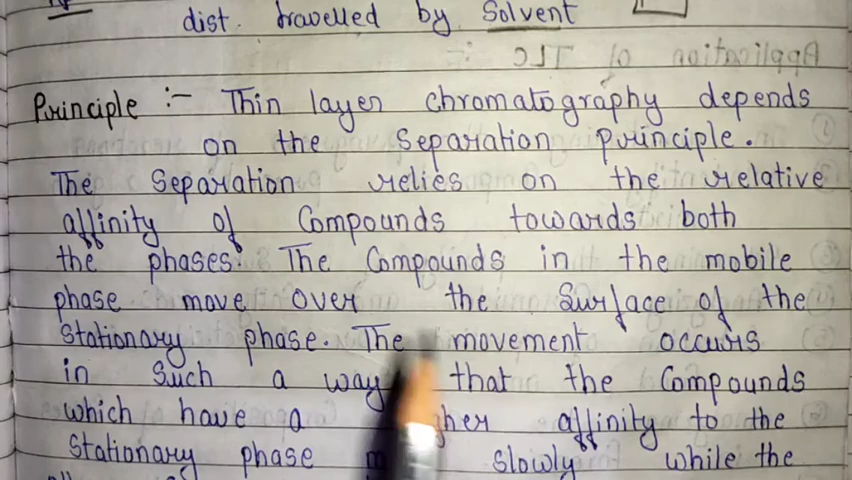 dist. travelled by Solvent
Principle :- Thin layer chromatography depends
on the Separation principle.
The Separation relies on the relative
affinity of Compounds towards both
the phases. The Compounds in the mobile
phase move over the Surface of the
Stationary phase. The movement occurs
in Such a way that the Compounds
which have a affinity to the
Stationary phase slowly while the